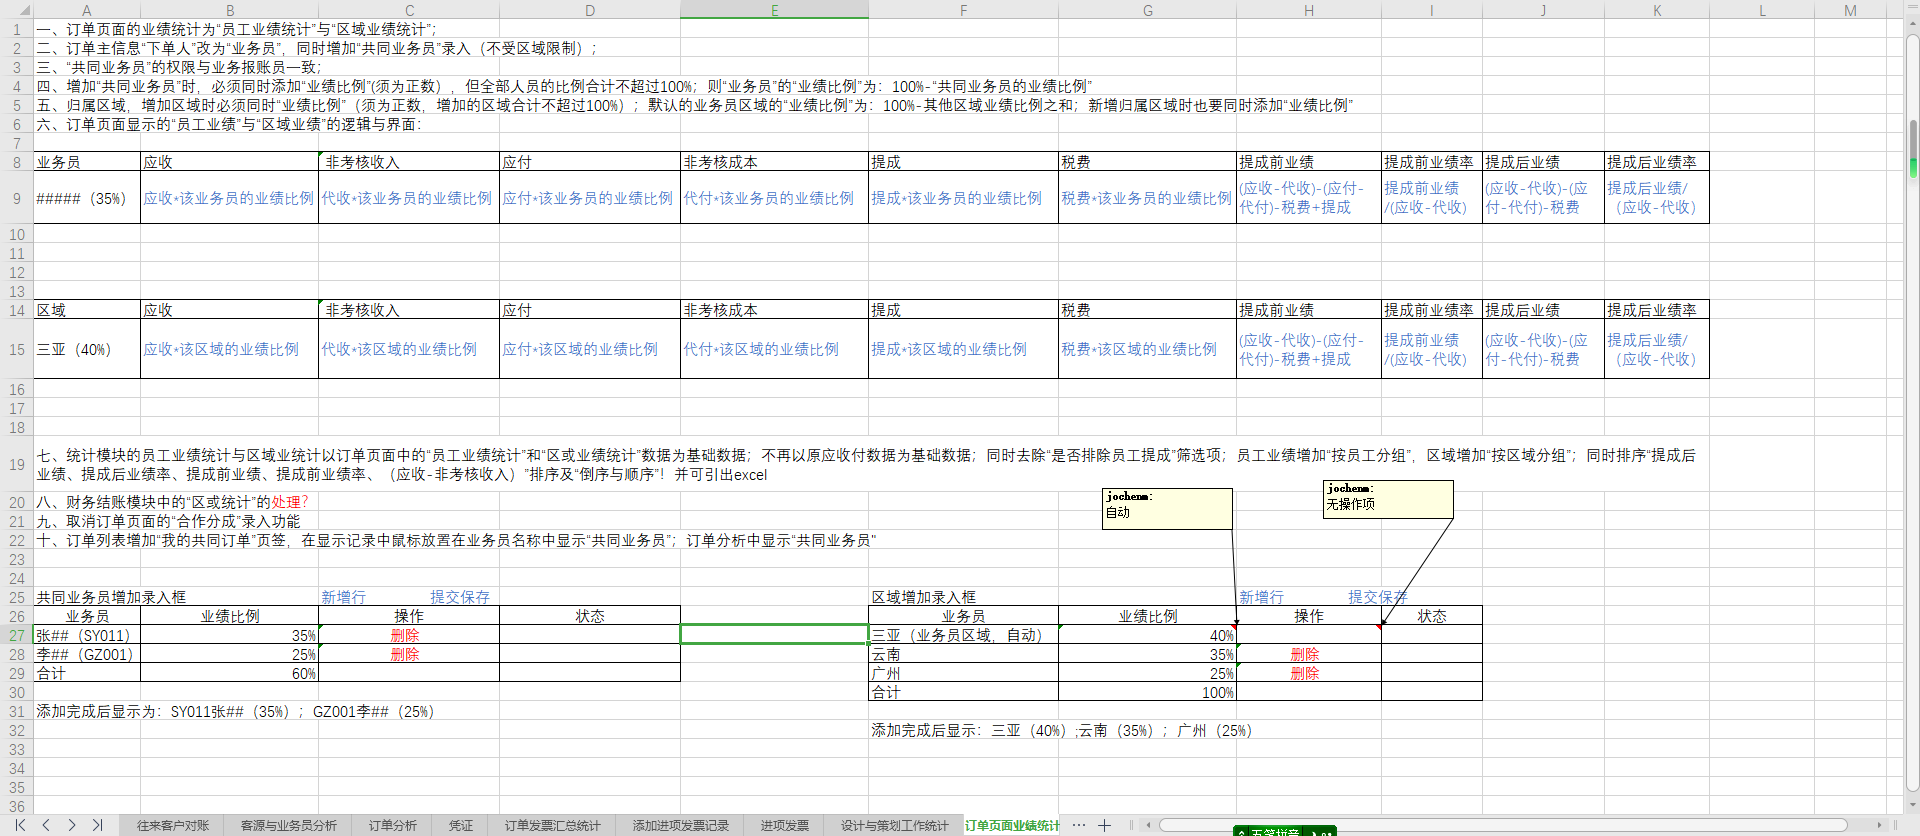 A B C D E F G H I J K L M
1 一、订单页面的业绩统计为“员工业绩统计”与“区域业绩统计”；
2 二、订单主信息“下单人”改为“业务员”，同时增加“共同业务员”录入（不受区域限制）；
3 三、“共同业务员”的权限与业务报账员一致；
4 四、增加“共同业务员”时，必须同时添加“业绩比例”(须为正数），但全部人员的比例合计不超过100%；则“业务员”的“业绩比例”为：100%-“共同业务员的业绩比例”
5 五、归属区域，增加区域时必须同时“业绩比例”（须为正数，增加的区域合计不超过100%）；默认的业务员区域的“业绩比例”为：100%-其他区域业绩比例之和；新增归属区域时也要同时添加“业绩比例”
6 六、订单页面显示的“员工业绩”与“区域业绩”的逻辑与界面：
7
8 业务员 应收 非考核收入 应付 非考核成本 提成 税费 提成前业绩 提成前业绩率 提成后业绩 提成后业绩率
9 #####（35%） 应收*该业务员的业绩比例 代收*该业务员的业绩比例 应付*该业务员的业绩比例 代付*该业务员的业绩比例 提成*该业务员的业绩比例 税费*该业务员的业绩比例 (应收-代收)-(应付-代付)-税费+提成 提成前业绩/(应收-代收) (应收-代收)-(应付-代付)-税费 提成后业绩/（应收-代收）
10
11
12
13
14 区域 应收 非考核收入 应付 非考核成本 提成 税费 提成前业绩 提成前业绩率 提成后业绩 提成后业绩率
15 三亚（40%） 应收*该区域的业绩比例 代收*该区域的业绩比例 应付*该区域的业绩比例 代付*该区域的业绩比例 提成*该区域的业绩比例 税费*该区域的业绩比例 (应收-代收)-(应付-代付)-税费+提成 提成前业绩/(应收-代收) (应收-代收)-(应付-代付)-税费 提成后业绩/（应收-代收）
16
17
18
19 七、统计模块的员工业绩统计与区域业统计以订单页面中的“员工业绩统计”和“区或业绩统计”数据为基础数据；不再以原应收付数据为基础数据；同时去除“是否排除员工提成”筛选项；员工业绩增加“按员工分组”，区域增加“按区域分组”；同时排序“提成后
业绩、提成后业绩率、提成前业绩、提成前业绩率、（应收-非考核收入）”排序及“倒序与顺序”！并可引出excel
20 八、财务结账模块中的“区或统计”的处理？
21 九、取消订单页面的“合作分成”录入功能
22 十、订单列表增加“我的共同订单”页签，在显示记录中鼠标放置在业务员名称中显示“共同业务员”；订单分析中显示“共同业务员"
jochenm:
自动
jochenm:
无操作项
23
24
25 共同业务员增加录入框 新增行 提交保存 区域增加录入框 新增行 提交保存
26 业务员 业绩比例 操作 状态 业务员 业绩比例 操作 状态
27 张##（SY011） 35% 删除 三亚（业务员区域，自动） 40%
28 李##（GZ001） 25% 删除 云南 35% 删除
29 合计 60% 广州 25% 删除
30 合计 100%
31 添加完成后显示为：SY011张##（35%）；GZ001李##（25%）
32 添加完成后显示：三亚（40%）;云南（35%）；广州（25%）
33
34
35
36
往来客户对账 客源与业务员分析 订单分析 凭证 订单发票汇总统计 添加进项发票记录 进项发票 设计与策划工作统计 订单页面业绩统计 ···